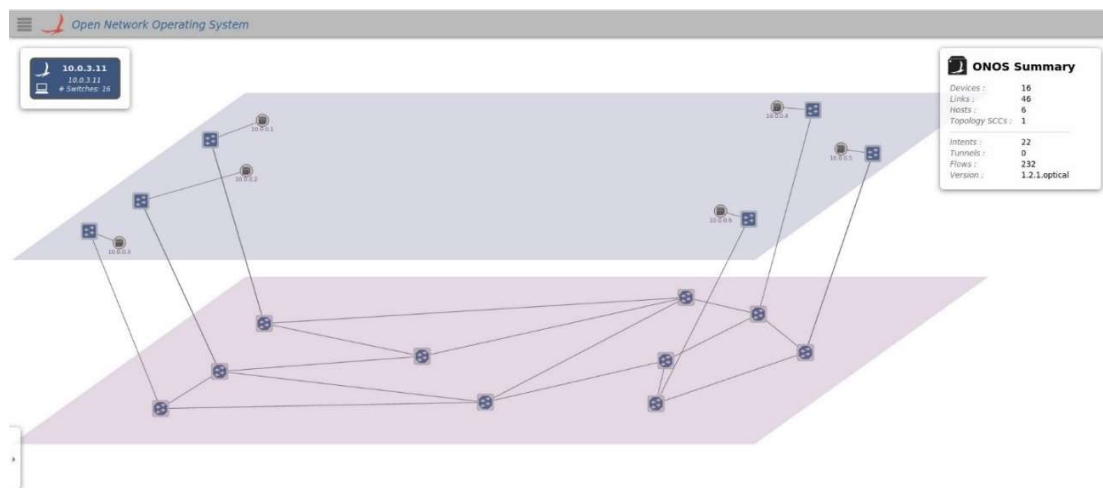 Open Network Operating System
10.0.3.11
10.0.3.11
# Switches: 16
ONOS Summary
Devices : 16
Links : 46
Hosts : 6
Topology SCCs : 1
Intents : 22
Tunnels : 0
Flows : 232
Version : 1.2.1.optical
10.0.0.1
10.0.0.2
10.0.0.3
10.0.0.4
10.0.0.5
10.0.0.6